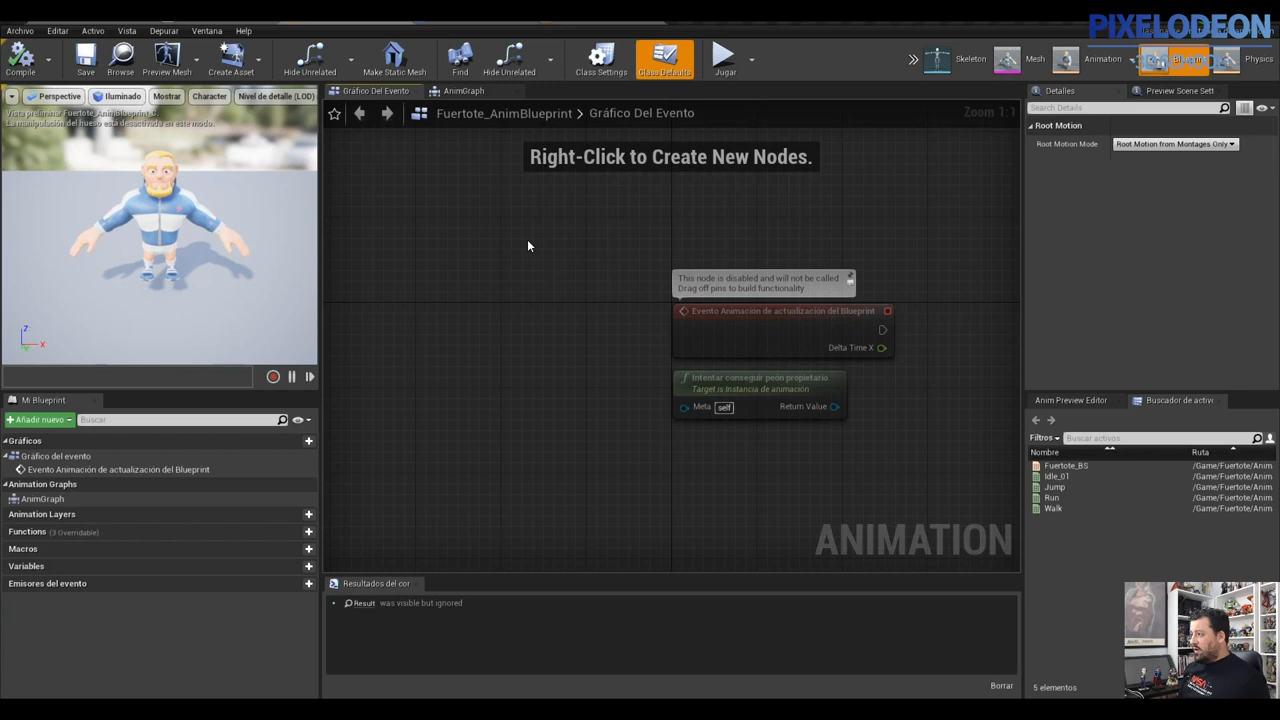 PIXELODEON
Archivo Editar Activo Vista Depurar Ventana Help
Compile Save Browse Preview Mesh Create Asset Hide Unrelated Make Static Mesh Find Hide Unrelated Class Settings Class Defaults Jugar Skeleton Mesh Animation Physics
Perspective Iluminado Mostrar Character Nivel de detalle (LOD)
Vista preliminar Fuertote_AnimBlueprint_C.
La manipulación del hueso está desactivada en este modo.
Z
X
Gráfico Del Evento AnimGraph
Fuertote_AnimBlueprint > Gráfico Del Evento Zoom 1:1
Right-Click to Create New Nodes.
This node is disabled and will not be called.
Drag off pins to build functionality.
Evento Animación de actualización del Blueprint
Delta Time X
Intentar conseguir peón propietario
Target is Instancia de animación
Meta self Return Value
ANIMATION
Mi Blueprint
Añadir nuevo Buscar
Gráficos
Gráfico del evento
Evento Animación de actualización del Blueprint
Animation Graphs
AnimGraph
Animation Layers
Functions (3 Overridable)
Macros
Variables
Emisores del evento
Resultados del cor
Result was visible but ignored
Borrar
Detalles Preview Scene Sett
Search Details
Root Motion
Root Motion Mode Root Motion from Montages Only
Anim Preview Editor Buscador de activo
Filtros Buscar activos
Nombre Ruta
Fuertote_BS /Game/Fuertote/Anim
Idle_01 /Game/Fuertote/Anim
Jump /Game/Fuertote/Anim
Run /Game/Fuertote/Anim
Walk /Game/Fuertote/Anim
5 elementos